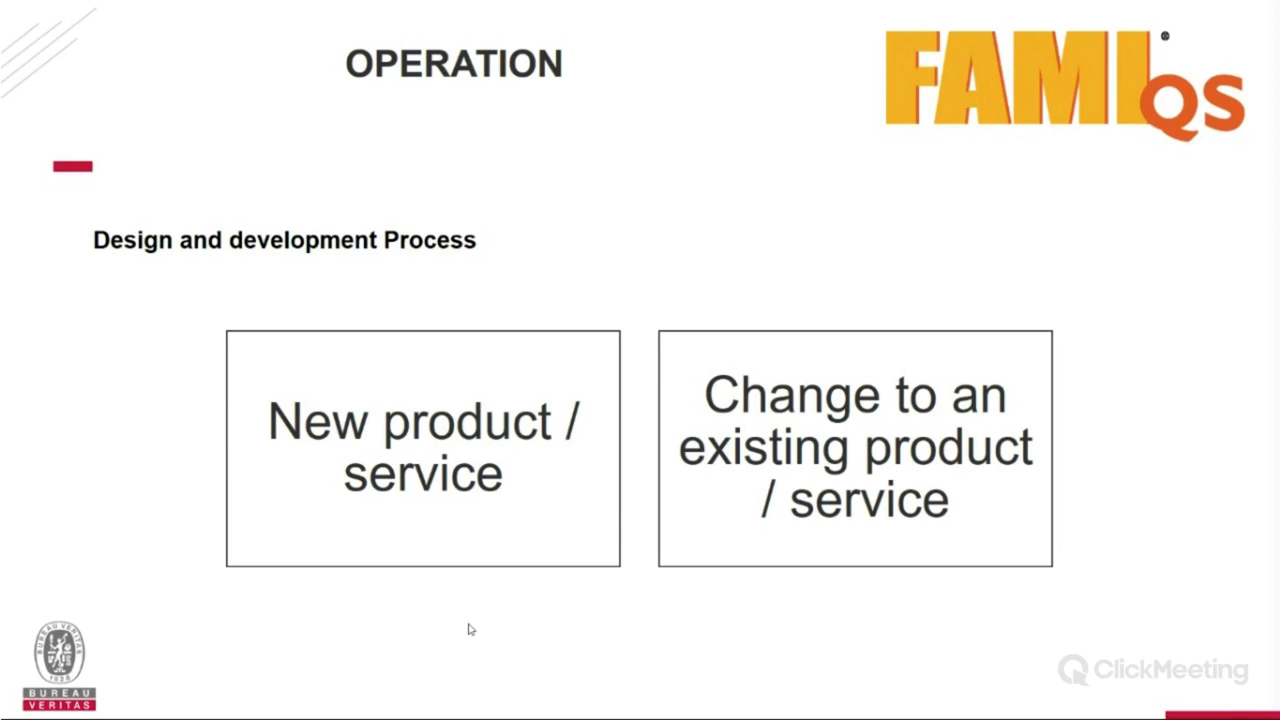 OPERATION
FAMI QS
Design and development Process
New product /
service
Change to an
existing product
/ service
BUREAU VERITAS
1828
BUREAU
VERITAS
ClickMeeting